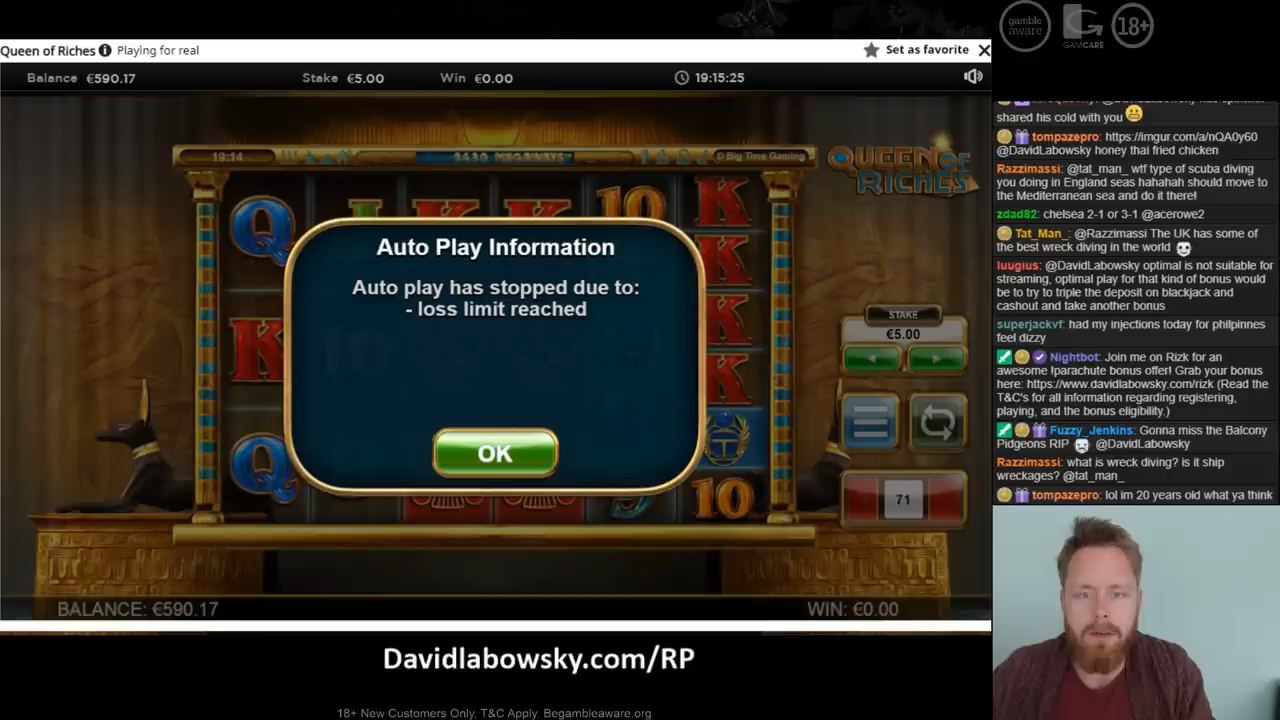 gamble
aware
GAMCARE
18+
Queen of Riches
Playing for real
Set as favorite
Balance €590.17
Stake €5.00
Win €0.00
19:15:25
19:14
MEGAWAYS
© Big Time Gaming
QUEEN OF
RICHES
Q
10
K
K
Auto Play Information
Auto play has stopped due to:
- loss limit reached
OK
K
K
K
Q
10
STAKE
€5.00
71
BALANCE: €590.17
WIN: €0.00
shared his cold with you
tompazepro: https://imgur.com/a/nQA0y60
@DavidLabowsky honey thai fried chicken
Razzimassi: @tat_man_ wtf type of scuba diving
you doing in England seas hahahah should move to
the Mediterranean sea and do it there!
zdad82: chelsea 2-1 or 3-1 @acerowe2
Tat_Man_: @Razzimassi The UK has some of
the best wreck diving in the world
luugius: @DavidLabowsky optimal is not suitable for
streaming, optimal play for that kind of bonus would
be to try to triple the deposit on blackjack and
cashout and take another bonus
superjackvf: had my injections today for philpinnes
feel dizzy
Nightbot: Join me on Rizk for an
awesome !parachute bonus offer! Grab your bonus
here: https://www.davidlabowsky.com/rizk (Read the
T&C's for all information regarding registering,
playing, and the bonus eligibility.)
Fuzzy_Jenkins: Gonna miss the Balcony
Pidgeons RIP @DavidLabowsky
Razzimassi: what is wreck diving? is it ship
wreckages? @tat_man_
tompazepro: lol im 20 years old what ya think
Davidlabowsky.com/RP
18+ New Customers Only, T&C Apply. Begambleaware.org